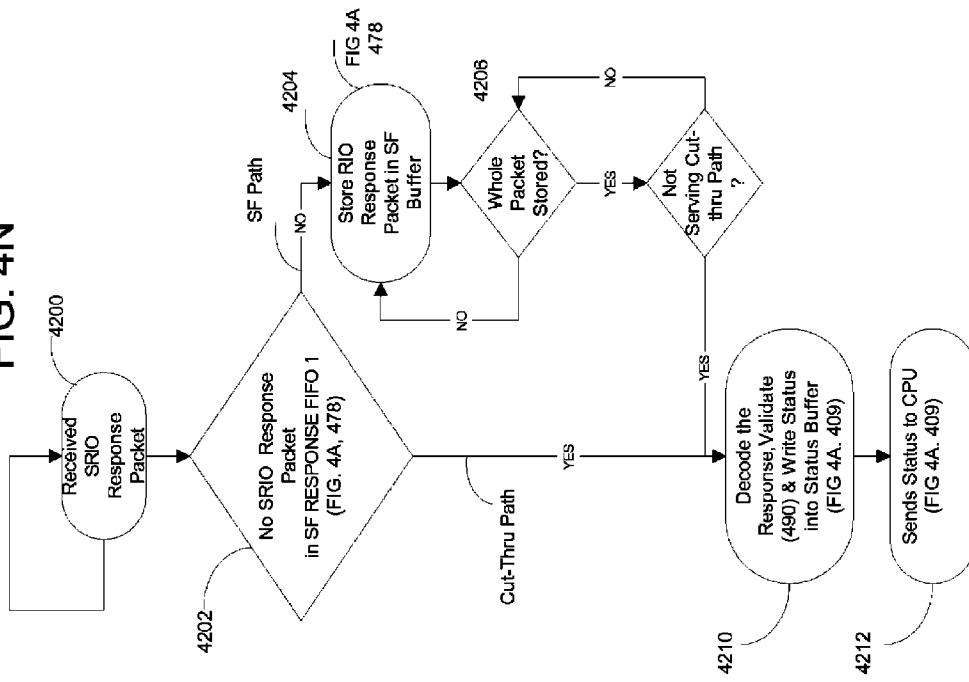 FIG. 4N
4200
Received
SRIO
Response
Packet
4202
No SRIO Response
Packet
in SF RESPONSE FIFO 1
(FIG. 4A, 478)
NO
SF Path
4204
FIG 4A
478
Store RIO
Response
Packet in SF
Buffer
4206
Whole
Packet
Stored?
NO
YES
NO
Not
Serving Cut-
thru Path
?
YES
YES
Cut-Thru Path
4210
Decode the
Response, Validate
(490) & Write Status
into Status Buffer
(FIG 4A. 409)
4212
Sends Status to CPU
(FIG 4A. 409)